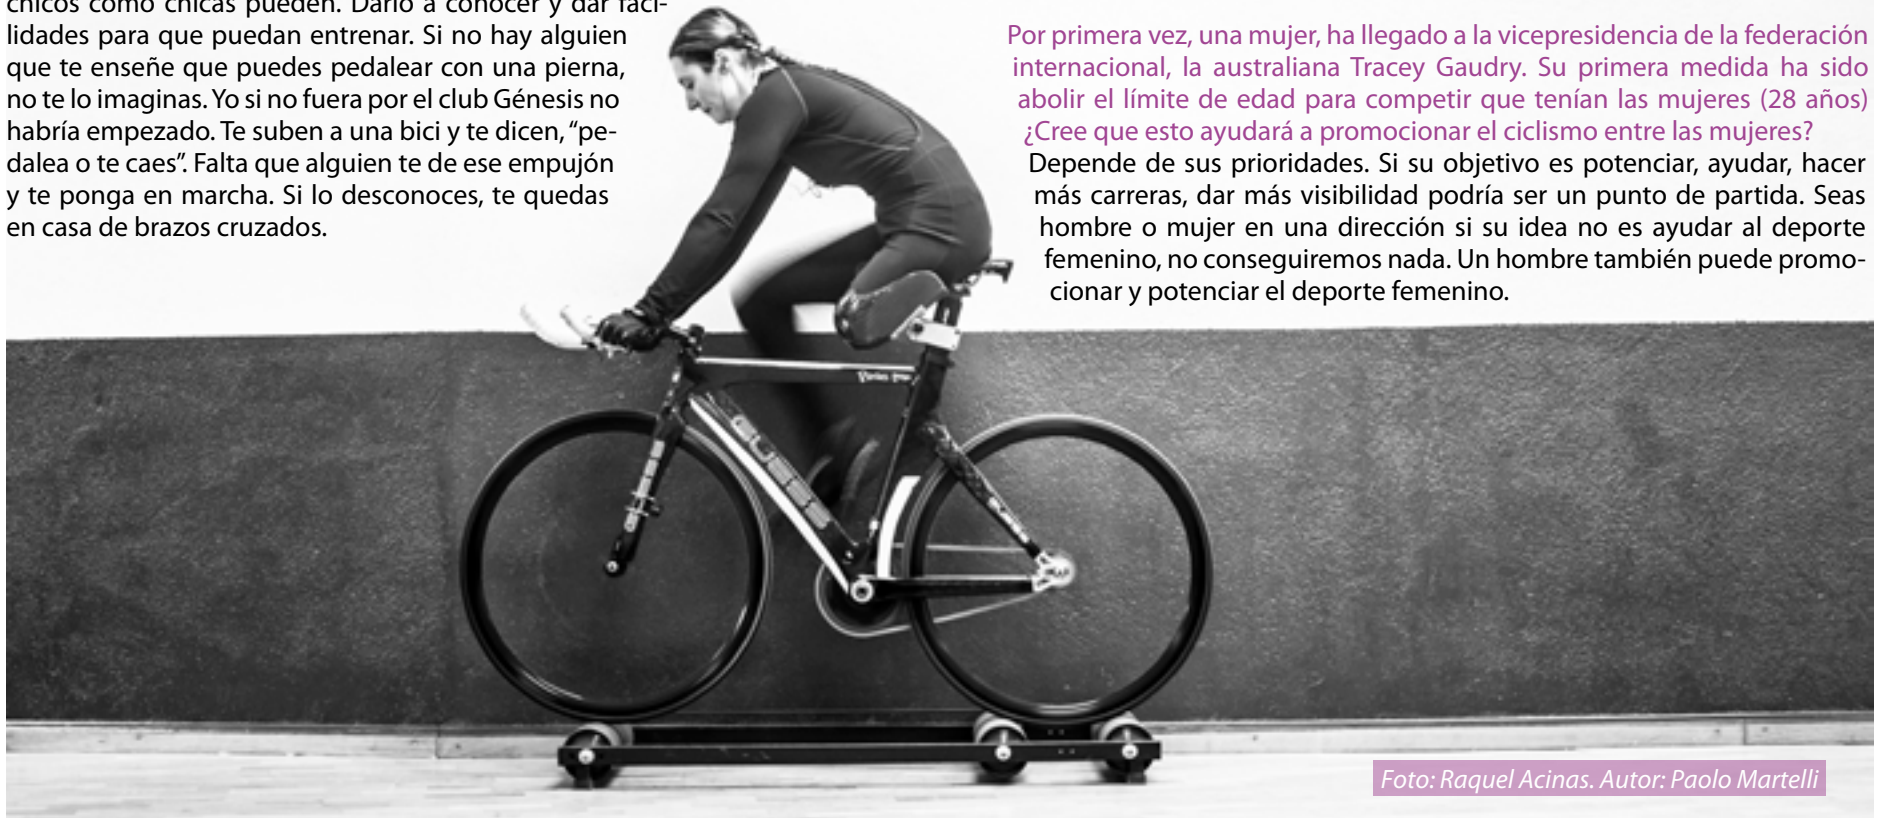 chicos como chicas pueden. Darlo a conocer y dar faci-
lidades para que puedan entrenar. Si no hay alguien
que te enseñe que puedes pedalear con una pierna,
no te lo imaginas. Yo si no fuera por el club Génesis no
habría empezado. Te suben a una bici y te dicen, “pe-
dalea o te caes”. Falta que alguien te de ese empujón
y te ponga en marcha. Si lo desconoces, te quedas
en casa de brazos cruzados.
Por primera vez, una mujer, ha llegado a la vicepresidencia de la federación
internacional, la australiana Tracey Gaudry. Su primera medida ha sido
abolir el límite de edad para competir que tenían las mujeres (28 años)
¿Cree que esto ayudará a promocionar el ciclismo entre las mujeres?
Depende de sus prioridades. Si su objetivo es potenciar, ayudar, hacer
más carreras, dar más visibilidad podría ser un punto de partida. Seas
hombre o mujer en una dirección si su idea no es ayudar al deporte
femenino, no conseguiremos nada. Un hombre también puede promo-
cionar y potenciar el deporte femenino.
Foto: Raquel Acinas. Autor: Paolo Martelli